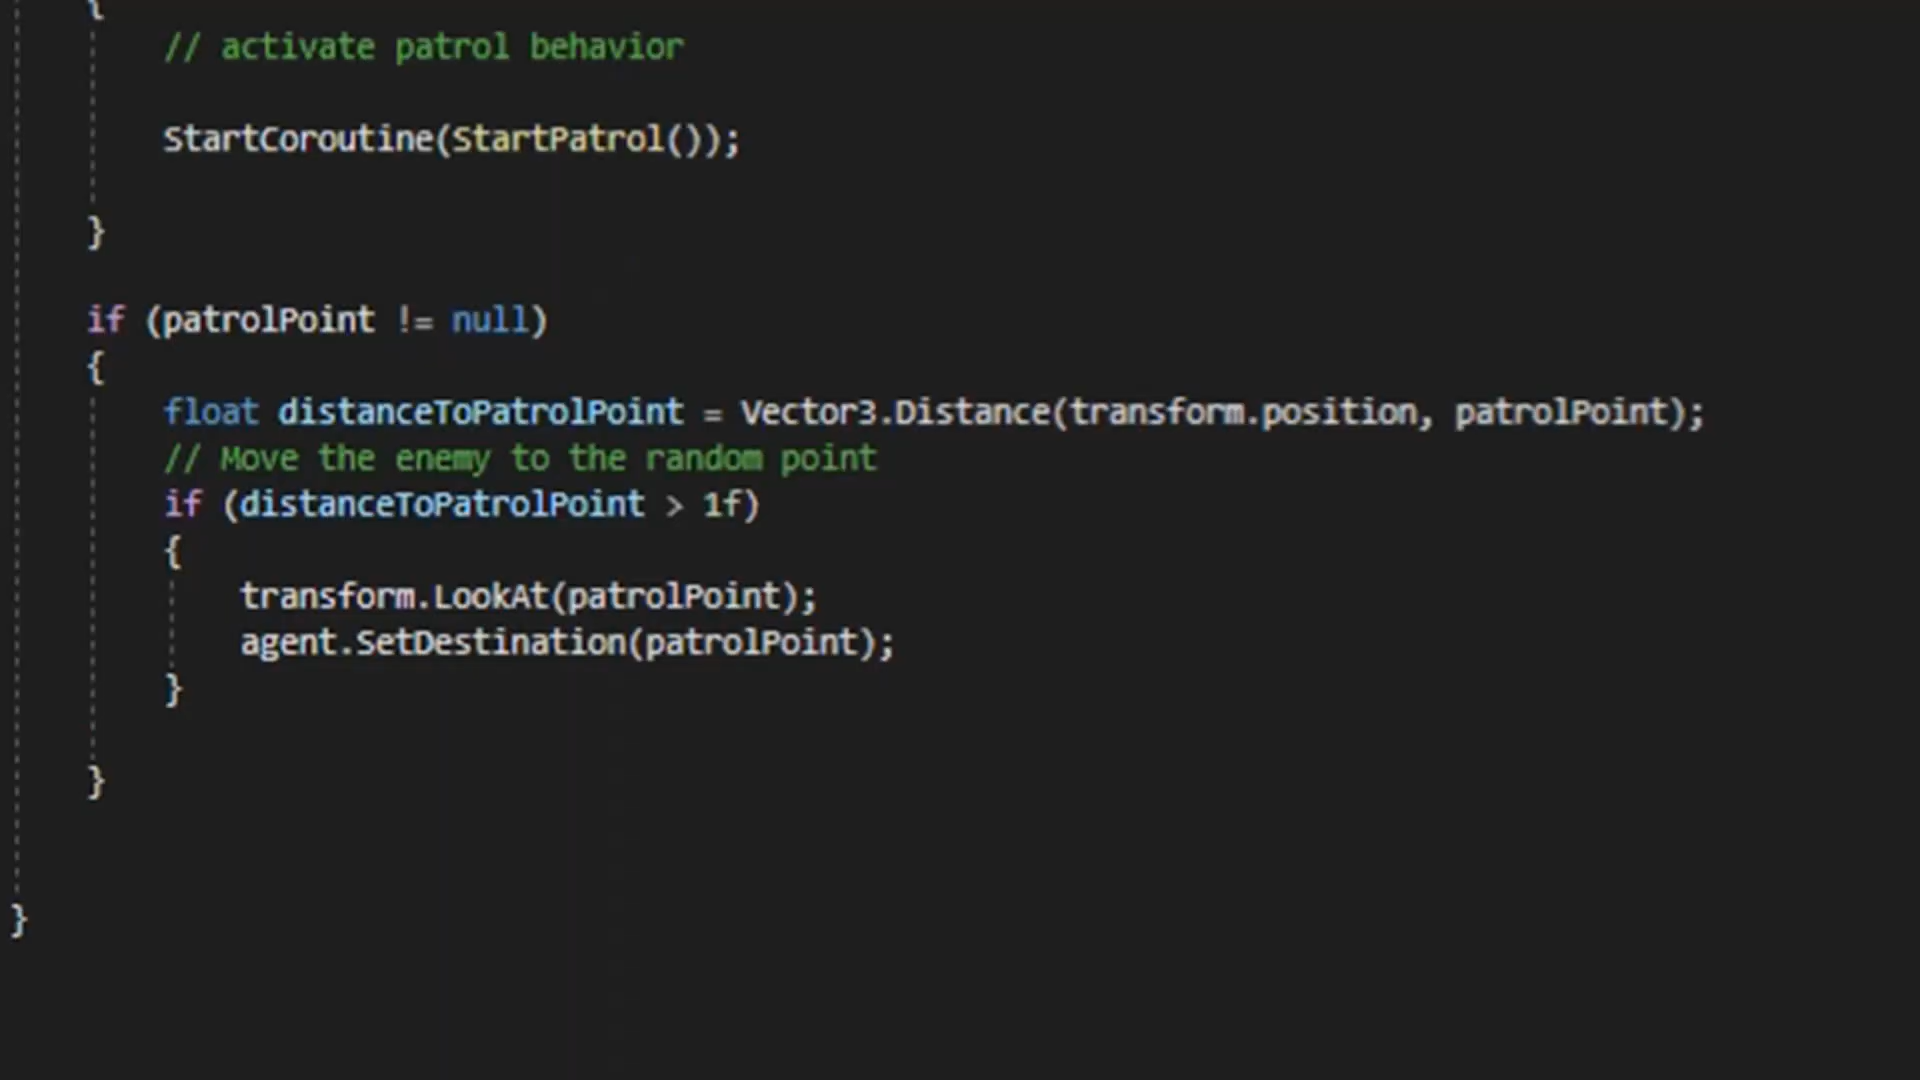 {
// activate patrol behavior
StartCoroutine(StartPatrol());
}
if (patrolPoint != null)
{
float distanceToPatrolPoint = Vector3.Distance(transform.position, patrolPoint);
// Move the enemy to the random point
if (distanceToPatrolPoint > 1f)
{
transform.LookAt(patrolPoint);
agent.SetDestination(patrolPoint);
}
}
}